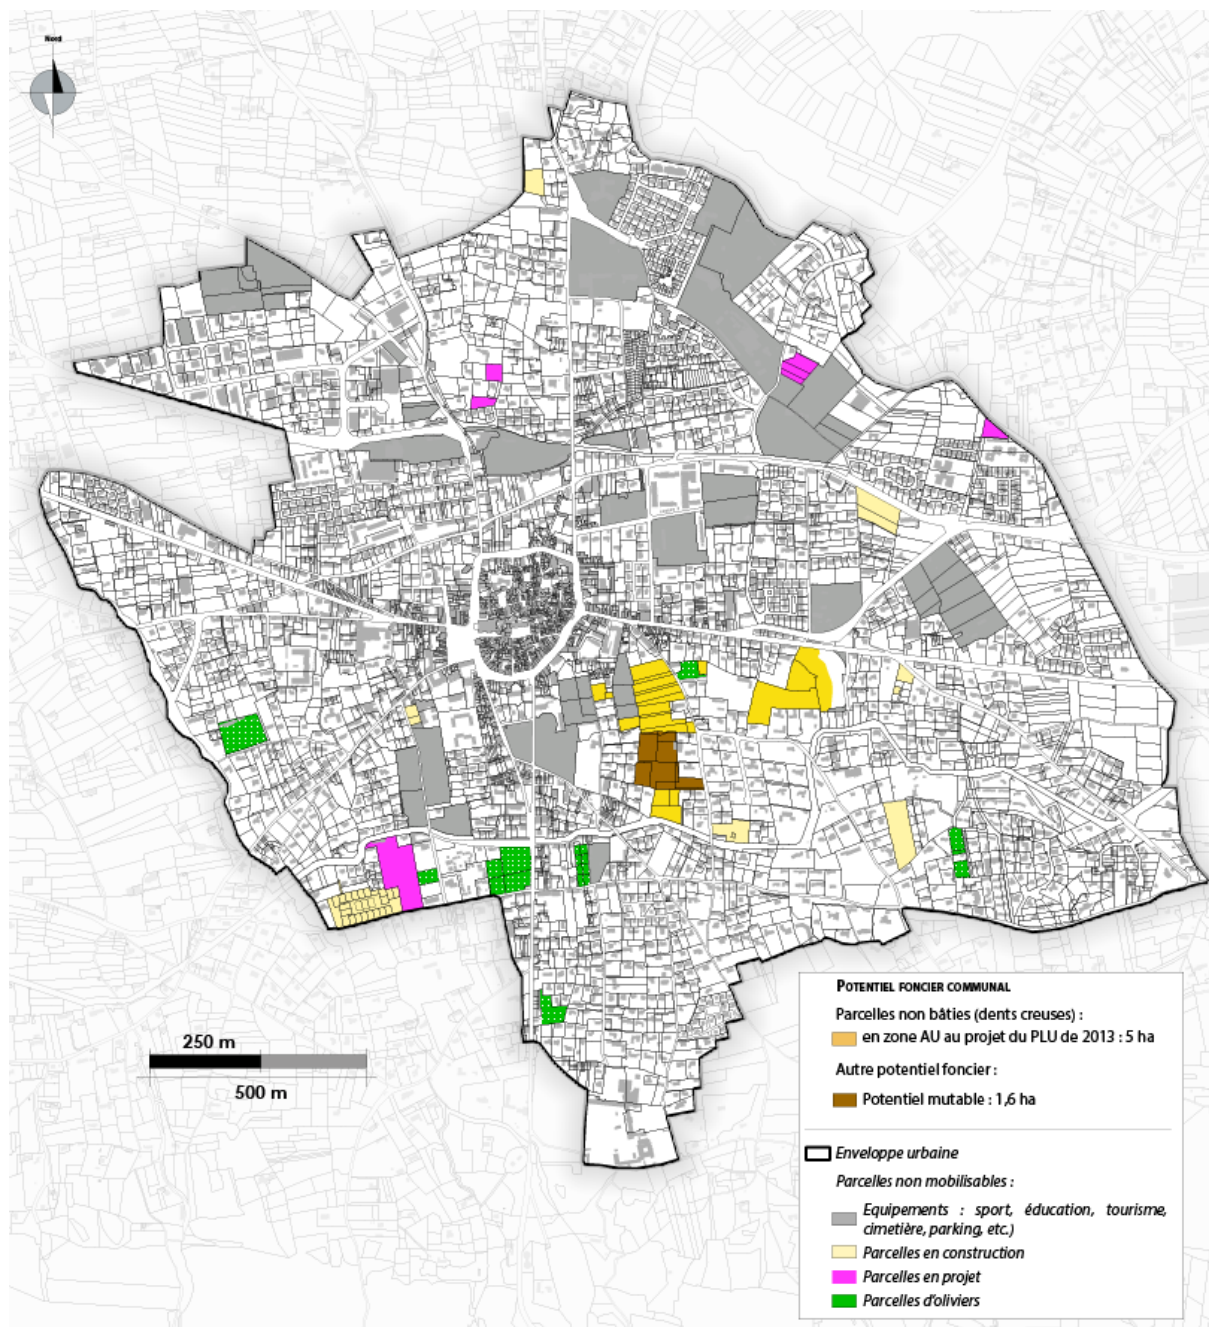 Nord
250 m
500 m
POTENTIEL FONCIER COMMUNAL
Parcelles non bâties (dents creuses) :
en zone AU au projet du PLU de 2013 : 5 ha
Autre potentiel foncier :
Potentiel mutable : 1,6 ha
Enveloppe urbaine
Parcelles non mobilisables :
Equipements : sport, éducation, tourisme,
cimetière, parking, etc.)
Parcelles en construction
Parcelles en projet
Parcelles d'oliviers